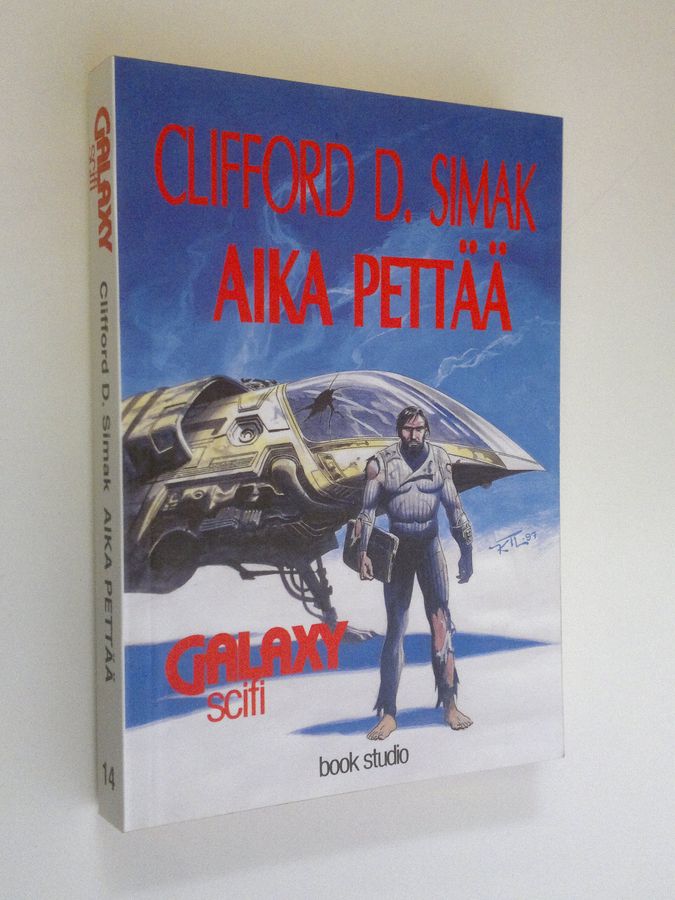 CLIFFORD D. SIMAK
AIKA PETTÄÄ
GALAXY
scifi
book studio
GALAXY
scifi
Clifford D. Simak AIKA PETTÄÄ
14